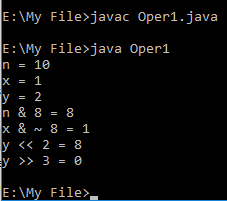 E:\My File>javac Oper1.java
E:\My File>java Oper1
n = 10
x = 1
y = 2
n & 8 = 8
x & ~ 8 = 1
y << 2 = 8
y >> 3 = 0
E:\My File>_